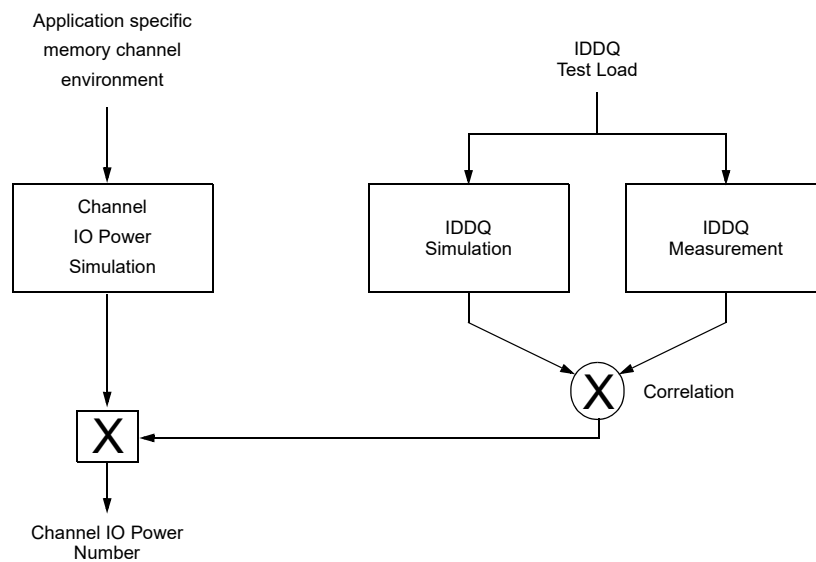 Application specific
memory channel
environment
IDDQ
Test Load
Channel
IO Power
Simulation
IDDQ
Simulation
IDDQ
Measurement
X
Correlation
X
Channel IO Power
Number